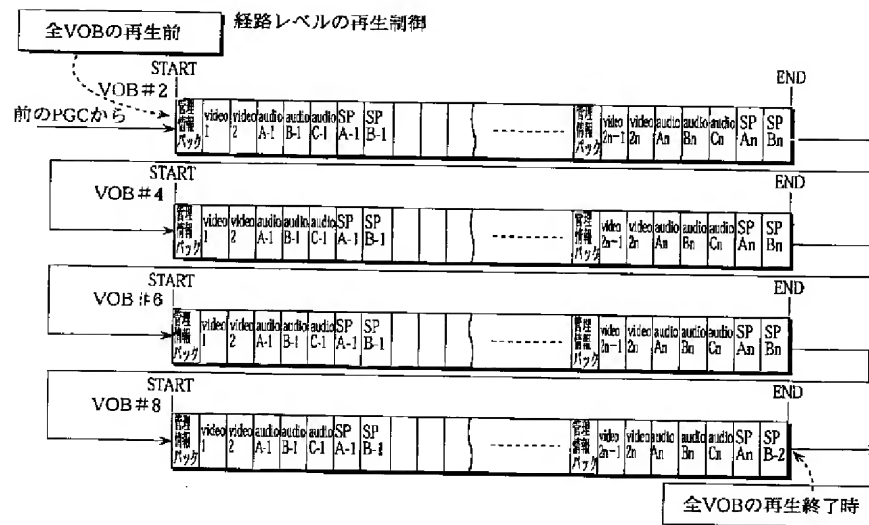 全VOBの再生前
経路レベルの再生制御
START
END
VOB#2
前のPGCから
管理情報パック video 1 video 2 audio A-1 audio B-1 audio C-1 SP A-1 SP B-1 ---------- 管理情報パック video 2n-1 video 2n audio An audio Bn audio Cn SP An SP Bn
START
END
VOB#4
管理情報パック video 1 video 2 audio A-1 audio B-1 audio C-1 SP A-1 SP B-1 ---------- 管理情報パック video 2n-1 video 2n audio An audio Bn audio Cn SP An SP Bn
START
END
VOB#6
管理情報パック video 1 video 2 audio A-1 audio B-1 audio C-1 SP A-1 SP B-1 ---------- 管理情報パック video 2n-1 video 2n audio An audio Bn audio Cn SP An SP Bn
START
END
VOB#8
管理情報パック video 1 video 2 audio A-1 audio B-1 audio C-1 SP A-1 SP B-1 ---------- 管理情報パック video 2n-1 video 2n audio An audio Bn audio Cn SP An SP B-2
全VOBの再生終了時